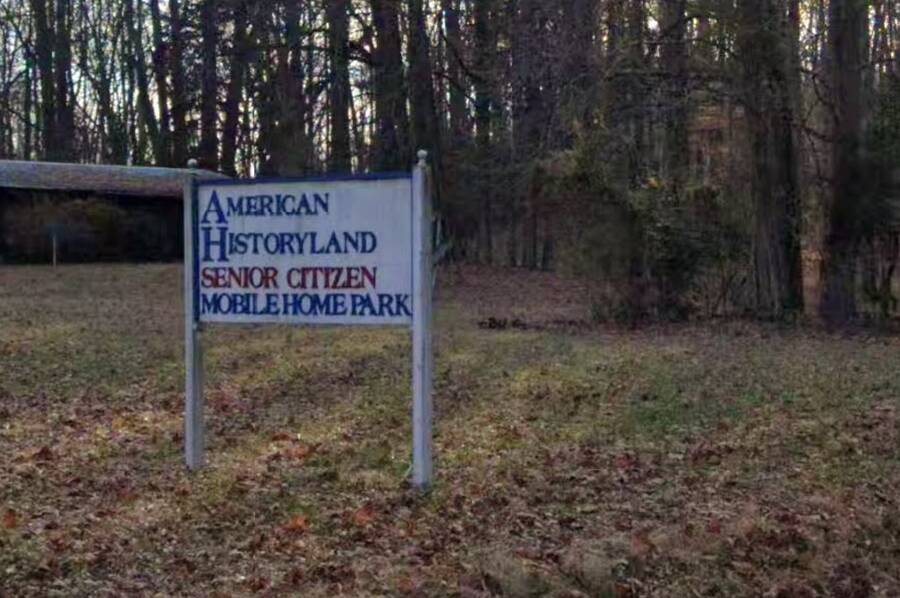 AMERICAN
HISTORYLAND
SENIOR CITIZEN
MOBILE HOME PARK